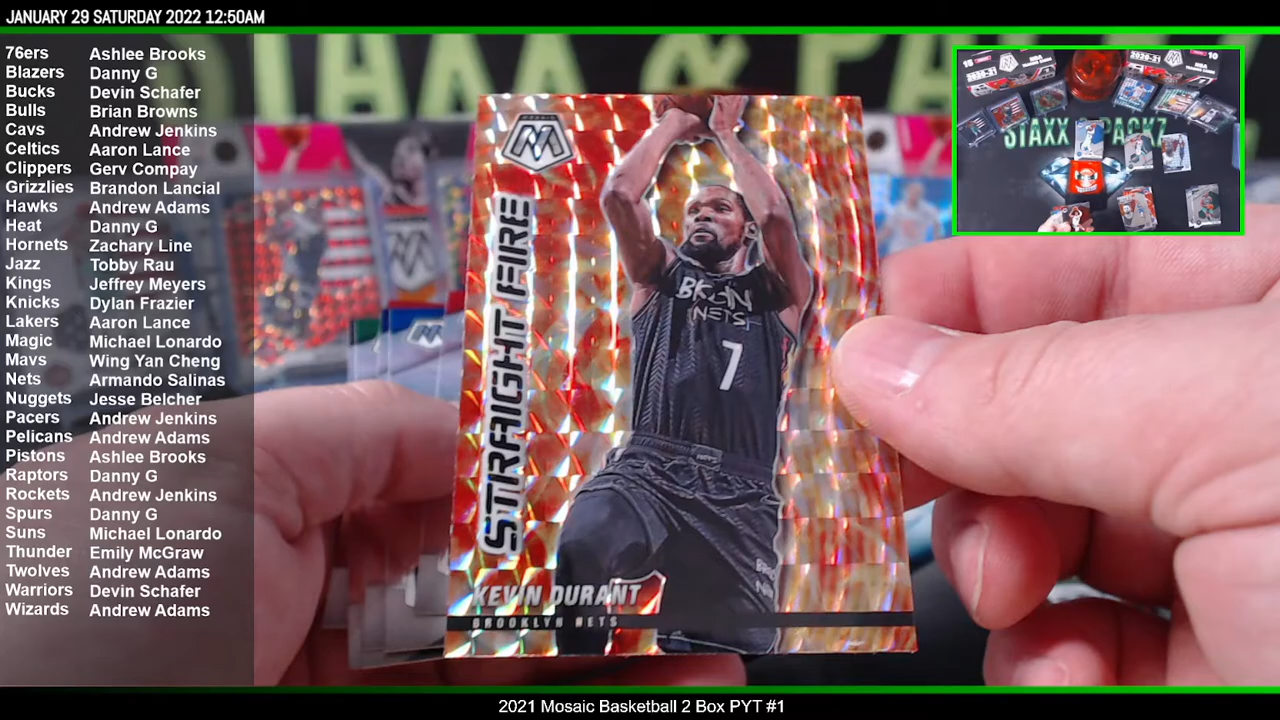 JANUARY 29 SATURDAY 2022 12:50AM
76ers Ashlee Brooks
Blazers Danny G
Bucks Devin Schafer
Bulls Brian Browns
Cavs Andrew Jenkins
Celtics Aaron Lance
Clippers Gerv Compay
Grizzlies Brandon Lancial
Hawks Andrew Adams
Heat Danny G
Hornets Zachary Line
Jazz Tobby Rau
Kings Jeffrey Meyers
Knicks Dylan Frazier
Lakers Aaron Lance
Magic Michael Lonardo
Mavs Wing Yan Cheng
Nets Armando Salinas
Nuggets Jesse Belcher
Pacers Andrew Jenkins
Pelicans Andrew Adams
Pistons Ashlee Brooks
Raptors Danny G
Rockets Andrew Jenkins
Spurs Danny G
Suns Michael Lonardo
Thunder Emily McGraw
Twolves Andrew Adams
Warriors Devin Schafer
Wizards Andrew Adams
MOSAIC
M
STRAIGHT FIRE
BKLYN
NETS
7
KEVIN DURANT
BROOKLYN NETS
2020-21
2020-21
STAXX PACKZ
2021 Mosaic Basketball 2 Box PYT #1